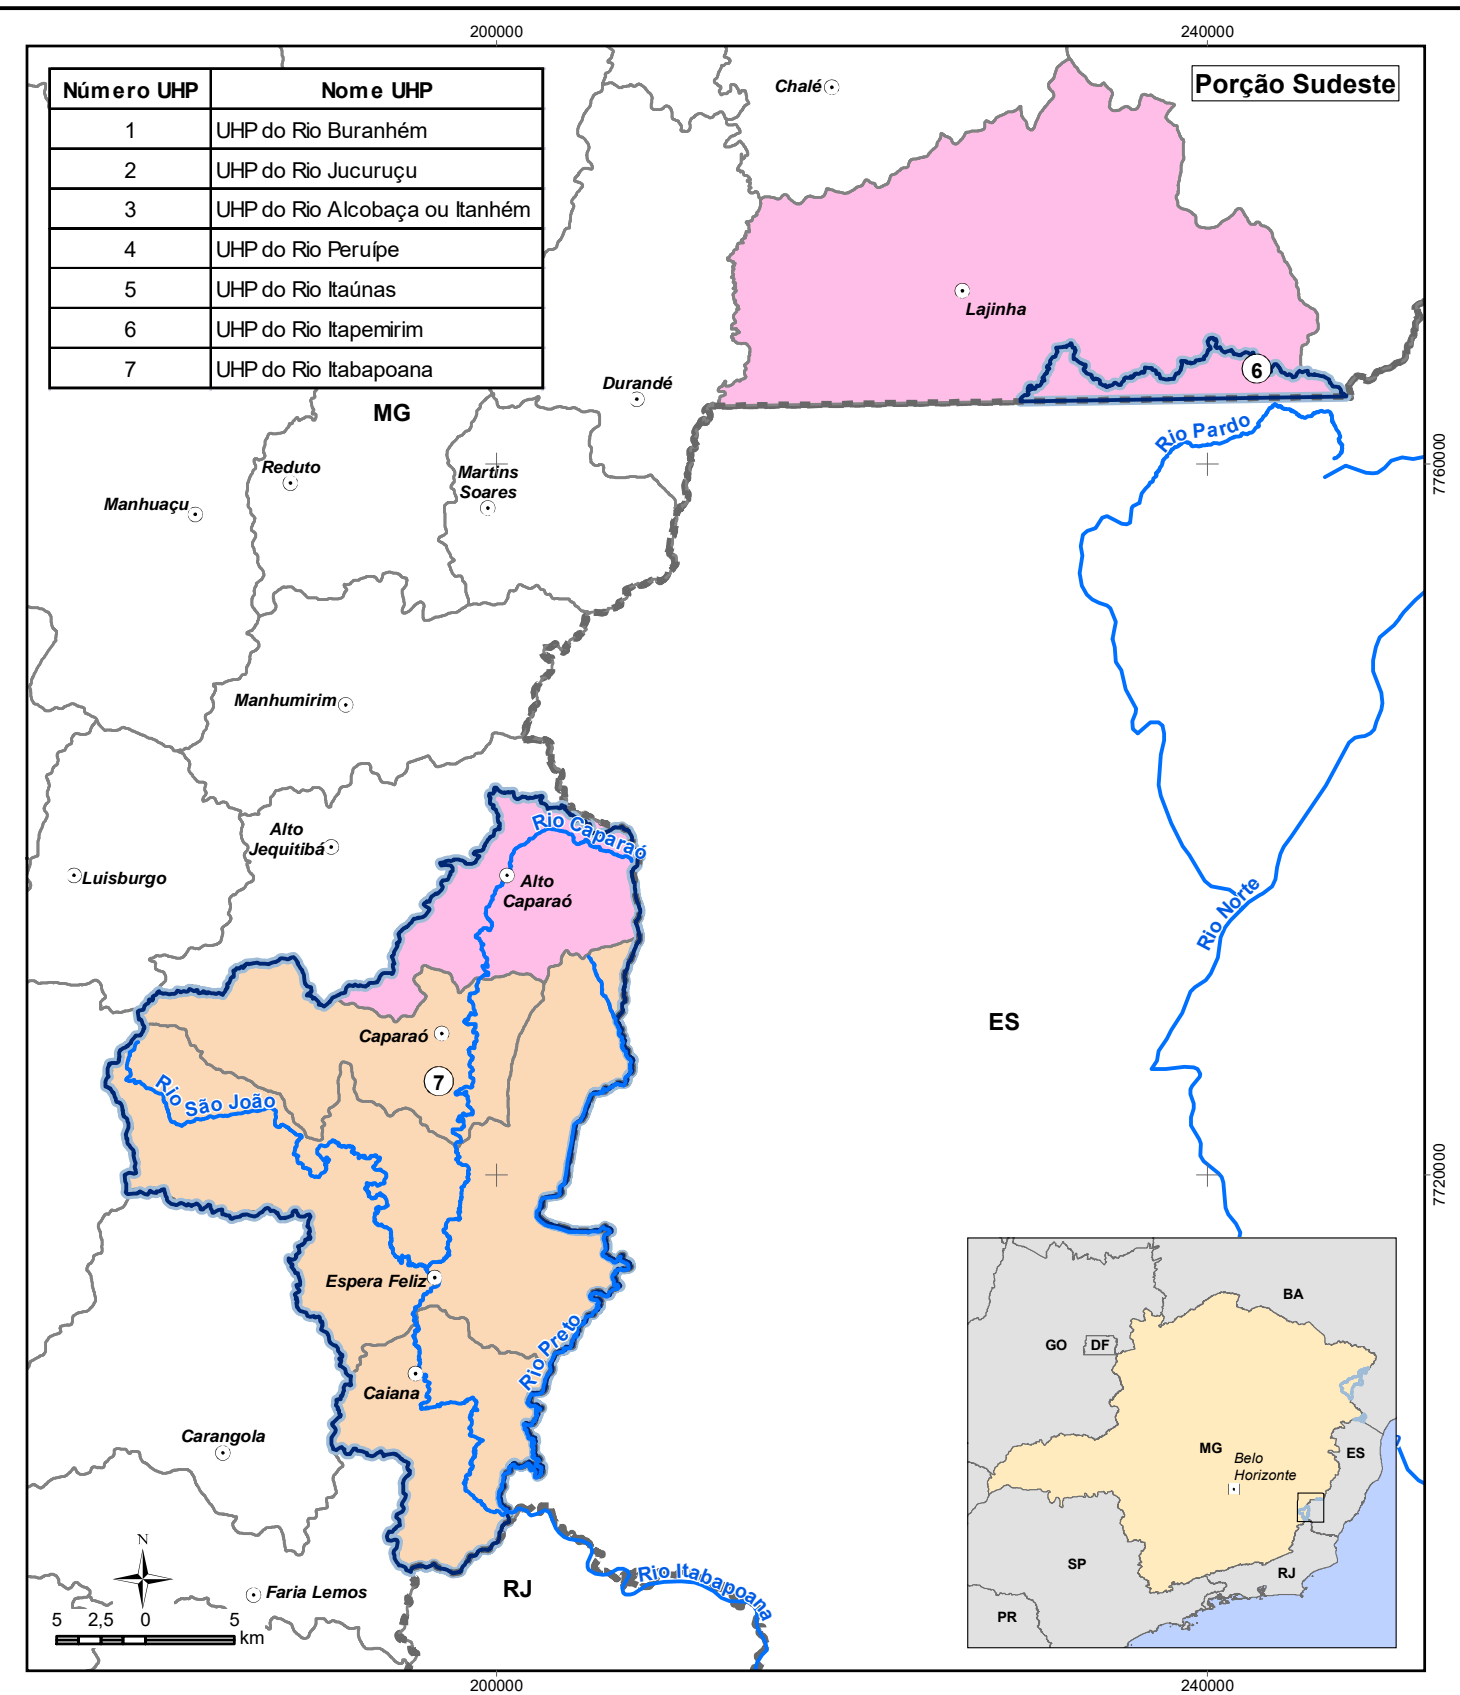 200000
240000
Número UHP Nome UHP
1 UHP do Rio Buranhém
2 UHP do Rio Jucuruçu
3 UHP do Rio Alcobaça ou Itanhém
4 UHP do Rio Peruípe
5 UHP do Rio Itaúnas
6 UHP do Rio Itapemirim
7 UHP do Rio Itabapoana
Porção Sudeste
Chalé
Lajinha
6
Durandé
MG
Rio Pardo
Reduto
Martins
Soares
Manhuaçu
7760000
Manhumirim
Rio Caparaó
Alto
Jequitibá
Luisburgo
Alto
Caparaó
Rio Norte
ES
Caparaó
7
Rio
São João
7720000
Espera Feliz
Rio Preto
Caiana
Carangola
BA
GO
DF
MG
Belo
Horizonte
ES
SP
RJ
PR
N
Faria Lemos
RJ
Rio Itabapoana
5 2,5 0 5
km
200000
240000